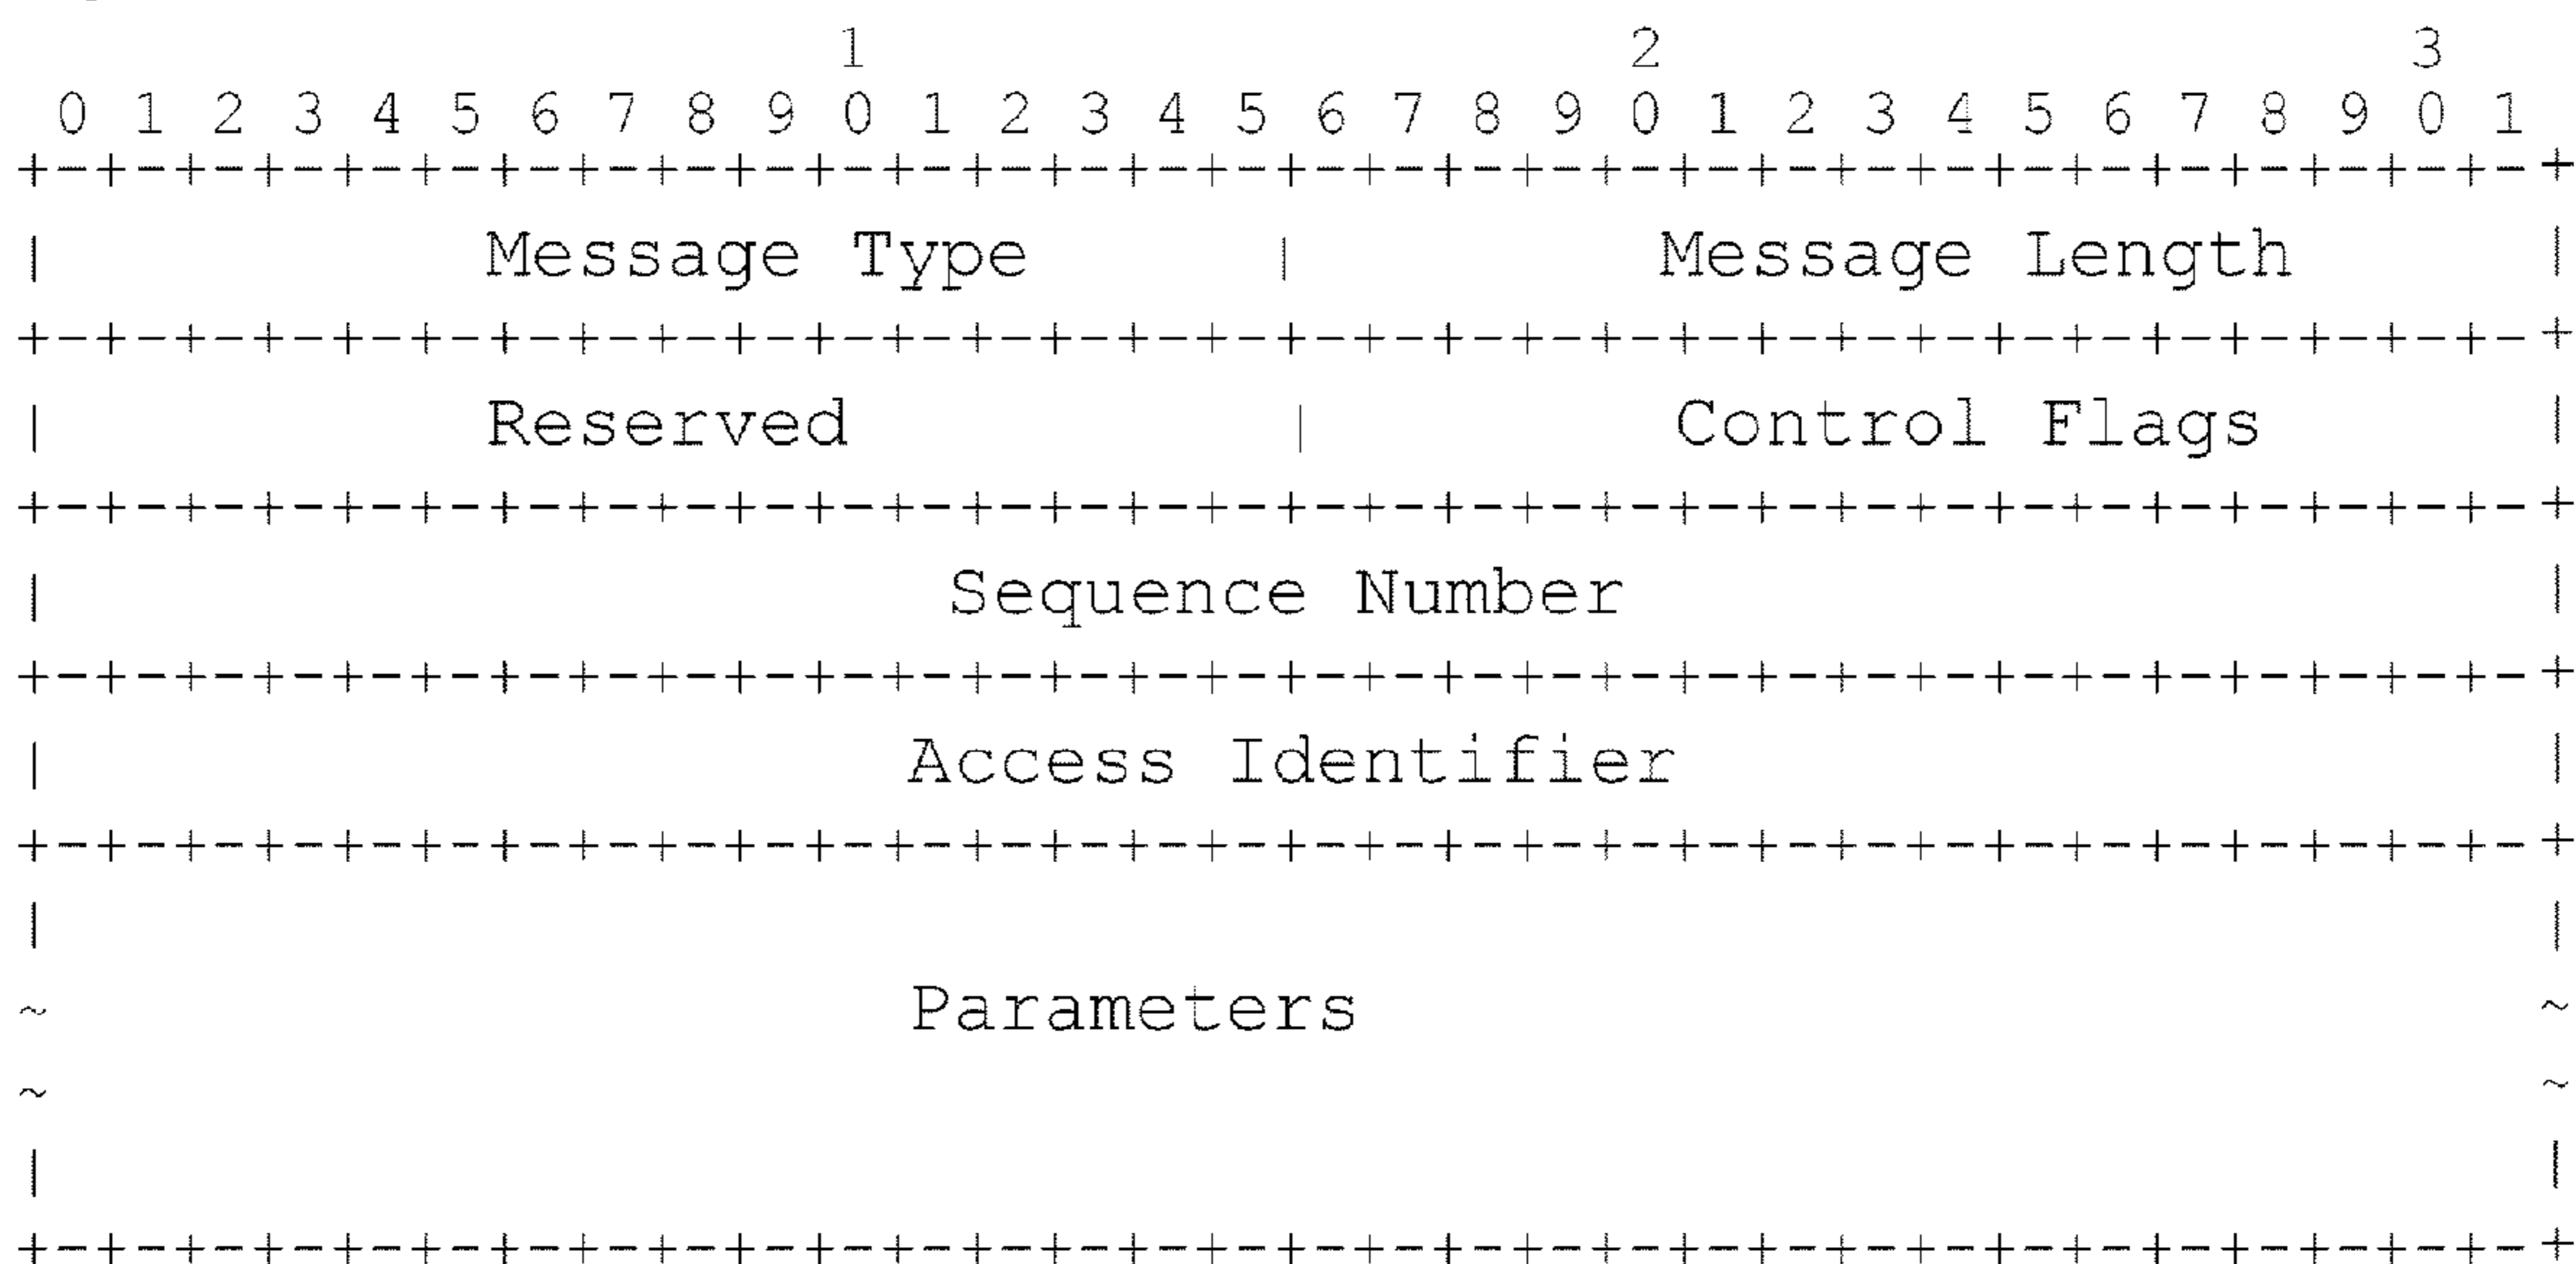 1                   2                   3
 0 1 2 3 4 5 6 7 8 9 0 1 2 3 4 5 6 7 8 9 0 1 2 3 4 5 6 7 8 9 0 1
+-+-+-+-+-+-+-+-+-+-+-+-+-+-+-+-+-+-+-+-+-+-+-+-+-+-+-+-+-+-+-+-+
| Message Type | Message Length |
+-+-+-+-+-+-+-+-+-+-+-+-+-+-+-+-+-+-+-+-+-+-+-+-+-+-+-+-+-+-+-+-+
| Reserved | Control Flags |
+-+-+-+-+-+-+-+-+-+-+-+-+-+-+-+-+-+-+-+-+-+-+-+-+-+-+-+-+-+-+-+-+
| Sequence Number |
+-+-+-+-+-+-+-+-+-+-+-+-+-+-+-+-+-+-+-+-+-+-+-+-+-+-+-+-+-+-+-+-+
| Access Identifier |
+-+-+-+-+-+-+-+-+-+-+-+-+-+-+-+-+-+-+-+-+-+-+-+-+-+-+-+-+-+-+-+-+
| |
~ Parameters ~
~ ~
| |
+-+-+-+-+-+-+-+-+-+-+-+-+-+-+-+-+-+-+-+-+-+-+-+-+-+-+-+-+-+-+-+-+